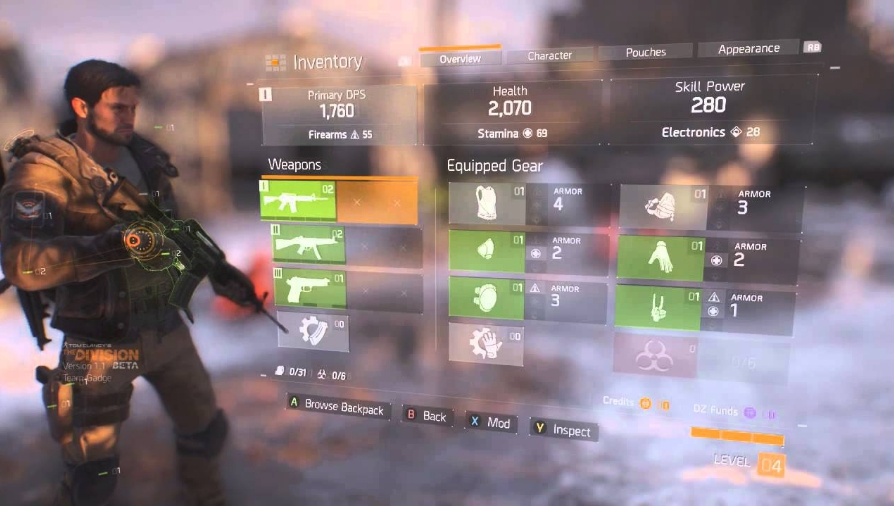 Inventory
Overview
Character
Pouches
Appearance
RB
I
Primary DPS
1,760
Firearms 55
Health
2,070
Stamina 69
Skill Power
280
Electronics 28
Weapons
Equipped Gear
I 02
II 02
III 01
00
01 ARMOR 4
01 ARMOR 3
01 ARMOR 2
01 ARMOR 2
01 ARMOR 3
01 ARMOR 1
00
0
0/31 0/6
TOM CLANCY'S
THE DIVISION
Version 1.1 BETA
Team Gadge
A Browse Backpack
B Back
X Mod
Y Inspect
Credits
DZ Funds
LEVEL 04